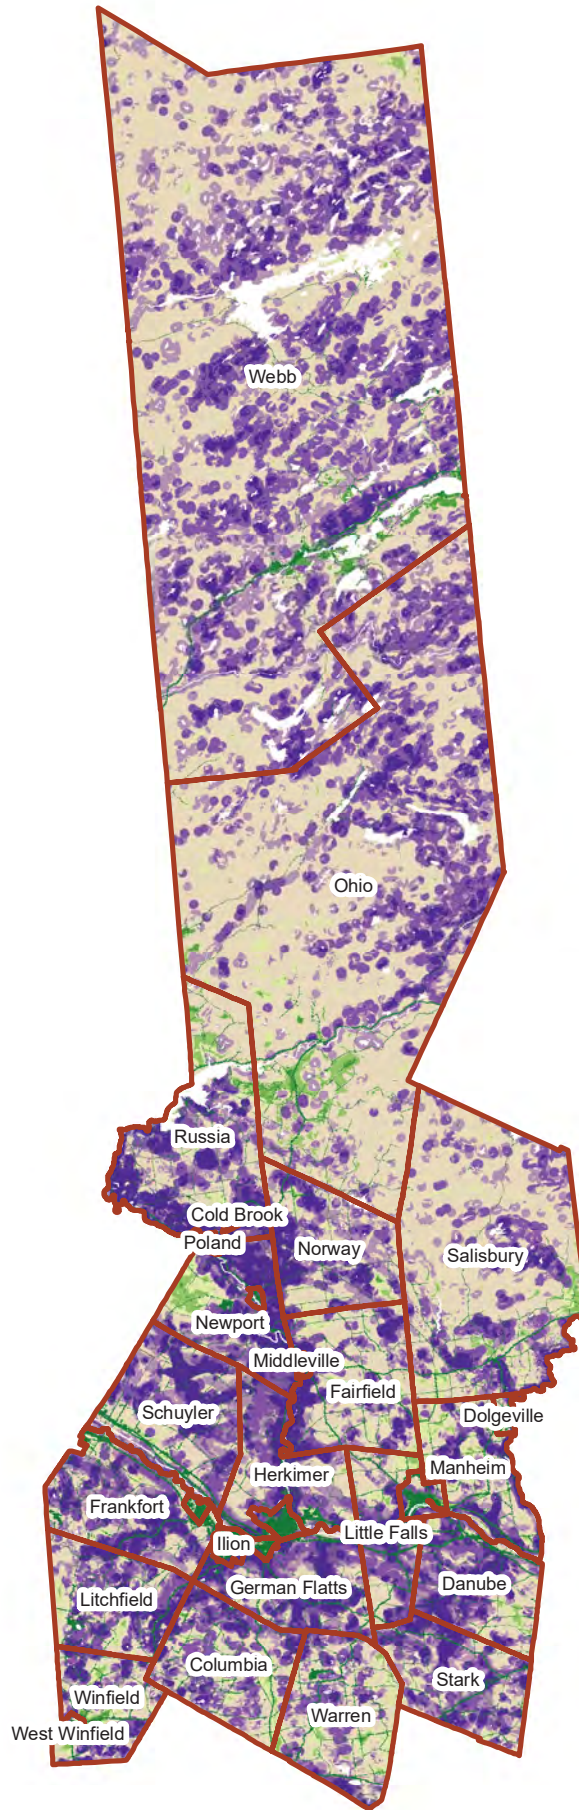 Webb
Ohio
Russia
Cold Brook
Poland
Norway
Salisbury
Newport
Middleville
Fairfield
Schuyler
Dolgeville
Manheim
Herkimer
Frankfort
Little Falls
Ilion
German Flatts
Danube
Litchfield
Columbia
Stark
Winfield
Warren
West Winfield